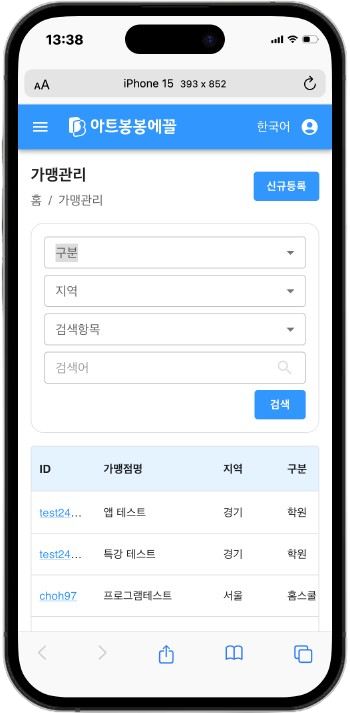 13:38
AA iPhone 15 393 x 852
아트봉봉에꼴 한국어
가맹관리
홈 / 가맹관리
신규등록
구분
지역
검색항목
검색어
검색
ID 가맹점명 지역 구분
test24... 앱 테스트 경기 학원
test24... 특강 테스트 경기 학원
choh97 프로그램테스트 서울 홈스쿨